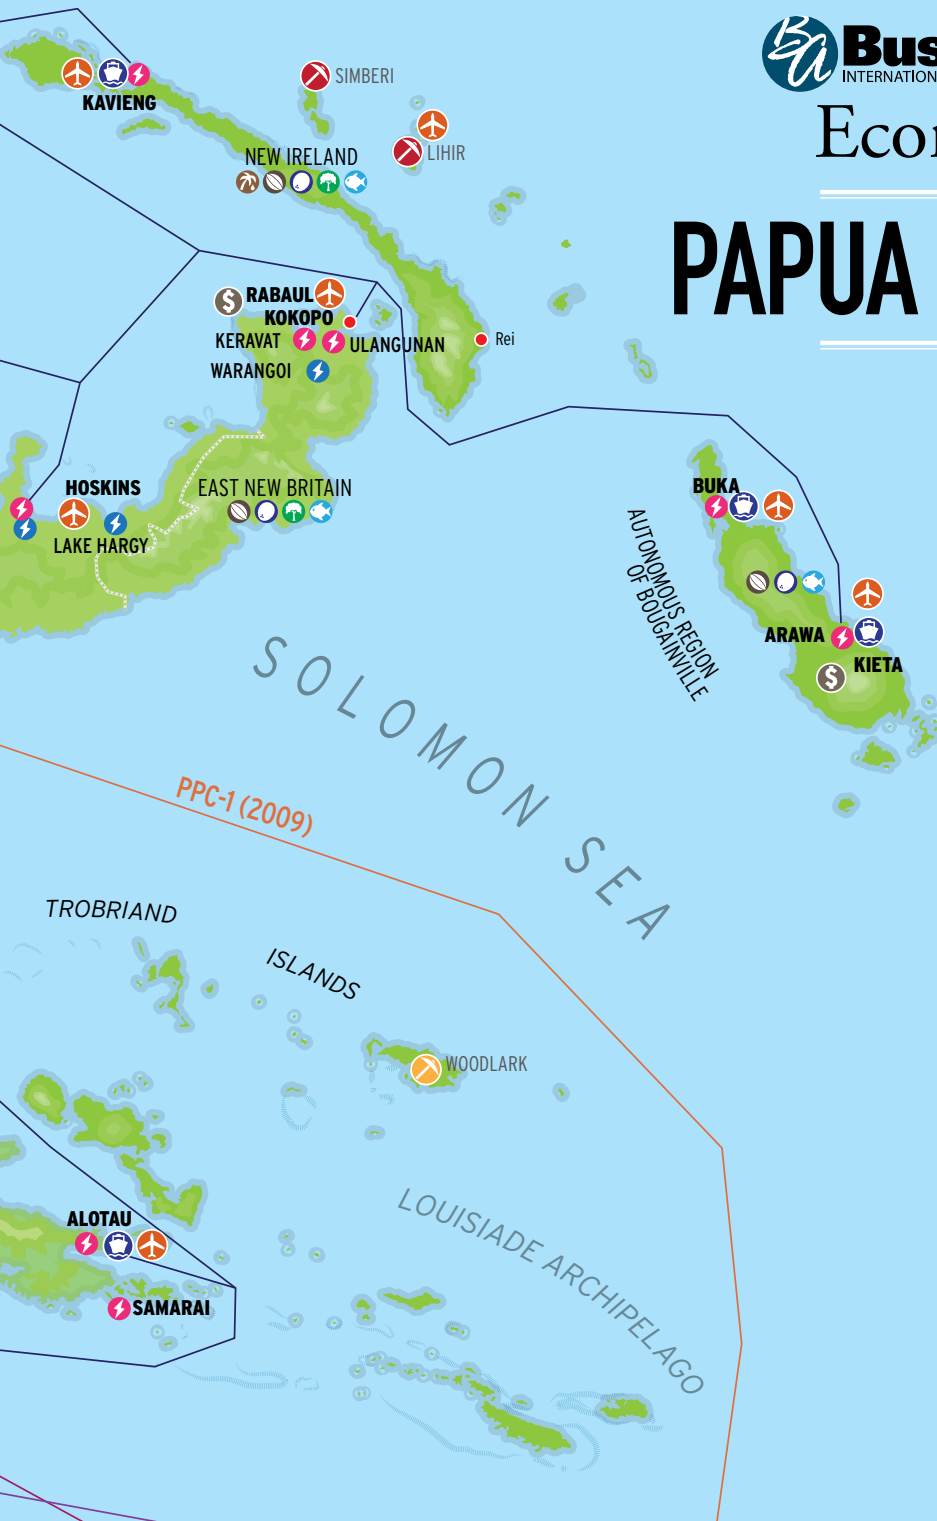 Bus
INTERNATION
Econ
PAPUA
KAVIENG
SIMBERI
LIHIR
NEW IRELAND
$
RABAUL
KOKOPO
KERAVAT
ULANGUNAN
Rei
WARANGOI
HOSKINS
EAST NEW BRITAIN
LAKE HARGY
BUKA
AUTONOMOUS REGION
OF BOUGAINVILLE
ARAWA
KIETA
$
SOLOMON SEA
PPC-1 (2009)
TROBRIAND
ISLANDS
WOODLARK
LOUISIADE ARCHIPELAGO
ALOTAU
SAMARAI